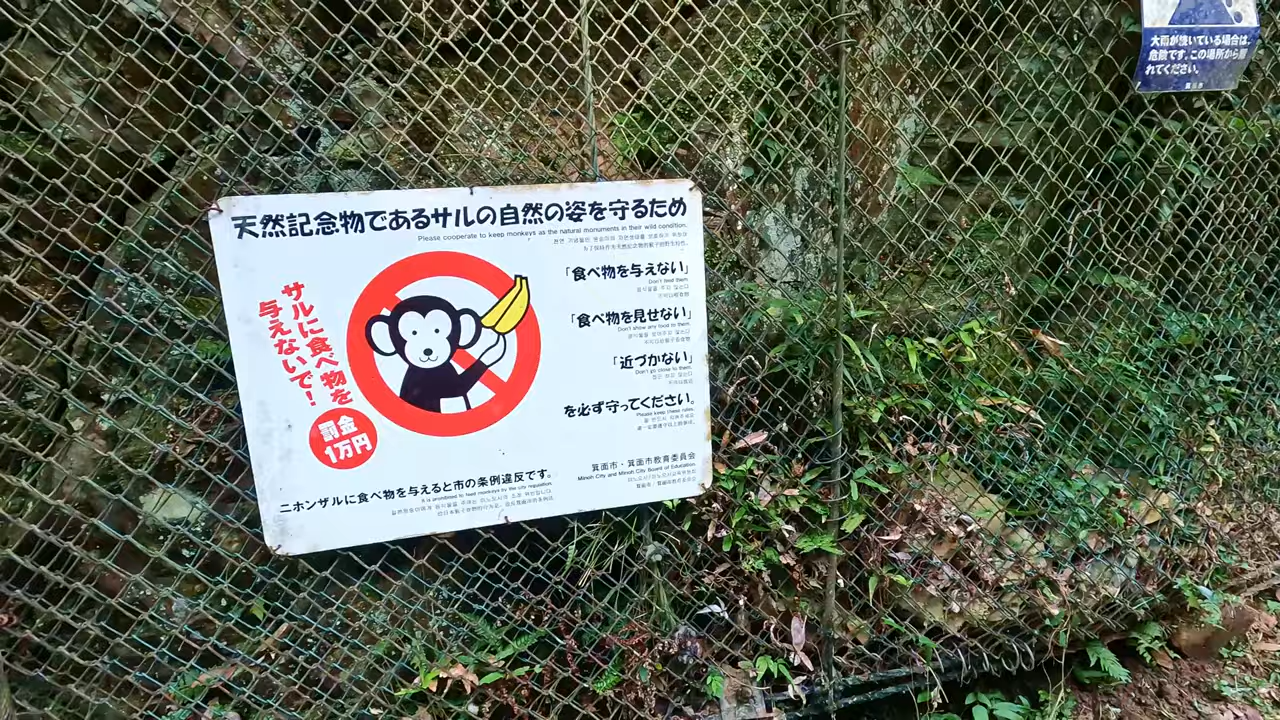 天然記念物であるサルの自然の姿を守るため
Please cooperate to keep monkeys as the natural monuments in their wild condition.
サルに食べ物を
与えないで!
罰金
1万円
「食べ物を与えない」
Don't feed them.
「食べ物を見せない」
Don't show any food to them.
「近づかない」
Don't go close to them.
を必ず守ってください。
Please keep these rules.
ニホンザルに食べ物を与えると市の条例違反です。
It is prohibited to feed monkeys by the city regulation.
箕面市・箕面市教育委員会
Minoh City and Minoh City Board of Education
大雨が続いている場合は、
危険です。この場所から離
れてください。
箕面市